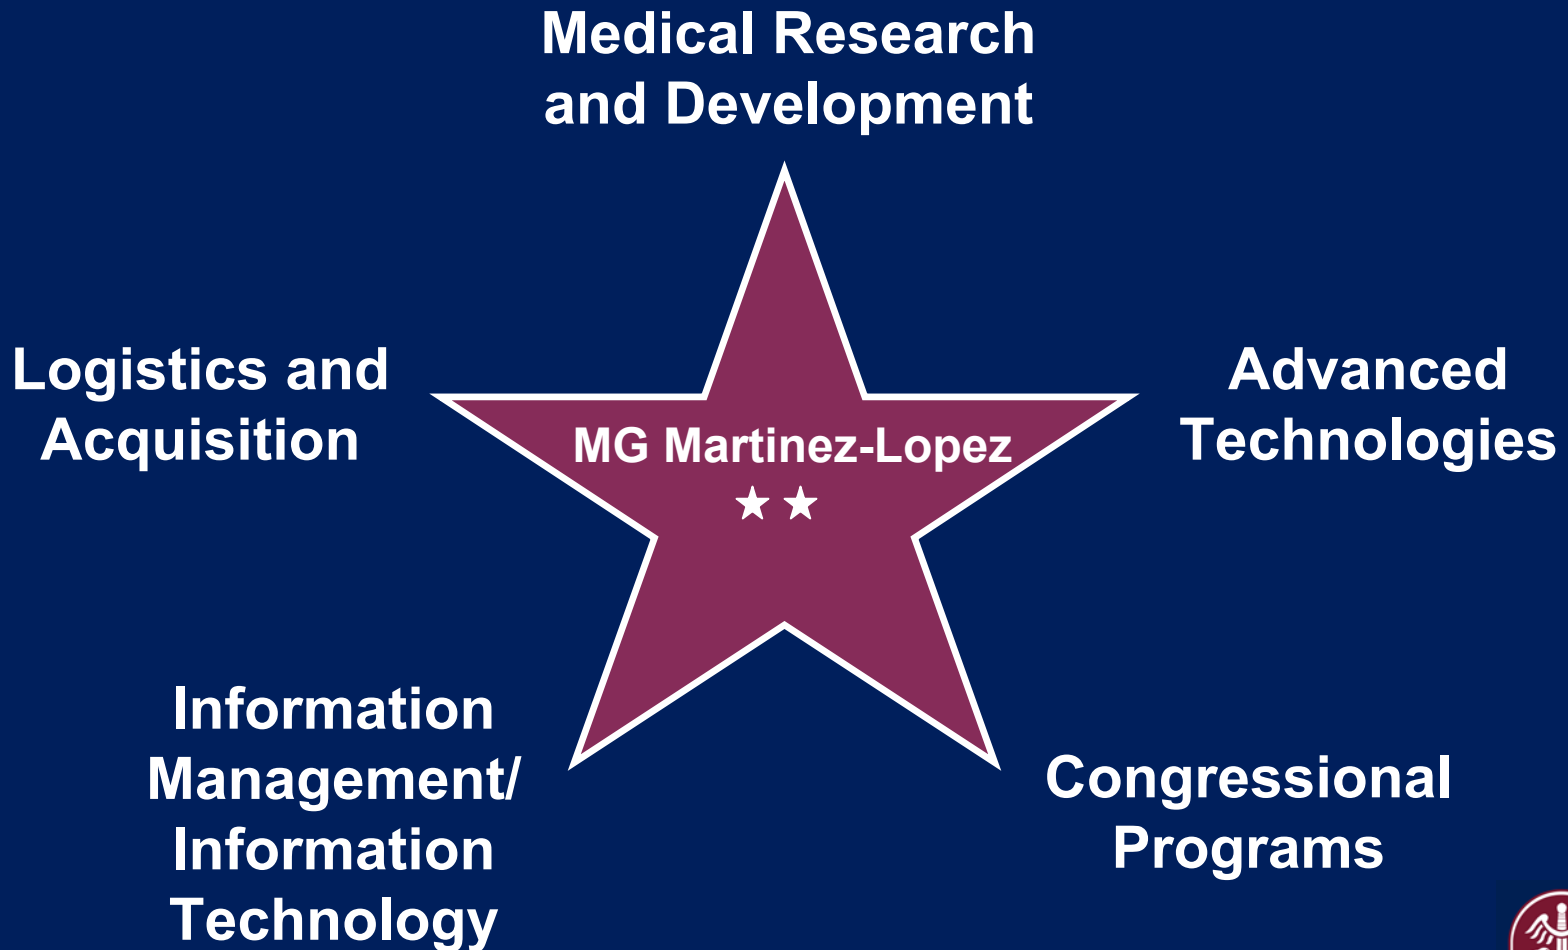 Medical Research
and Development
Logistics and
Acquisition
Advanced
Technologies
MG Martinez-Lopez
Information
Management/
Information
Technology
Congressional
Programs